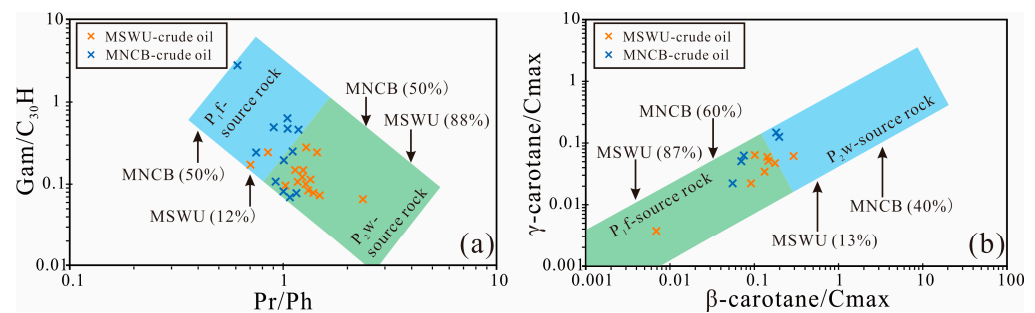 10
1
0.1
0.01
0.1
1
10
Gam/C₃₀H
Pr/Ph
MSWU-crude oil
MNCB-crude oil
P₁f-
source rock
MNCB (50%)
MSWU (88%)
MNCB (50%)
MSWU (12%)
P₂w-
source rock
(a)
10
1
0.1
0.01
0.001
0.001
0.01
0.1
1
10
100
γ-carotane/Cmax
β-carotane/Cmax
MSWU-crude oil
MNCB-crude oil
MNCB (60%)
MSWU (87%)
P₁f-source rock
P₂w-source rock
MNCB (40%)
MSWU (13%)
(b)